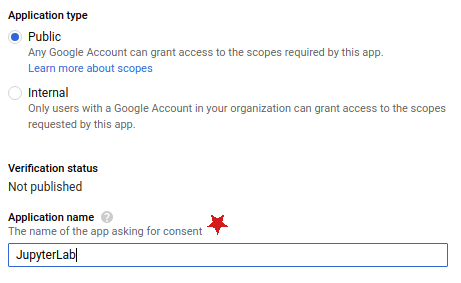 Application type
Public
Any Google Account can grant access to the scopes required by this app.
Learn more about scopes
Internal
Only users with a Google Account in your organization can grant access to the scopes
requested by this app.
Verification status
Not published
Application name ?
The name of the app asking for consent
JupyterLab